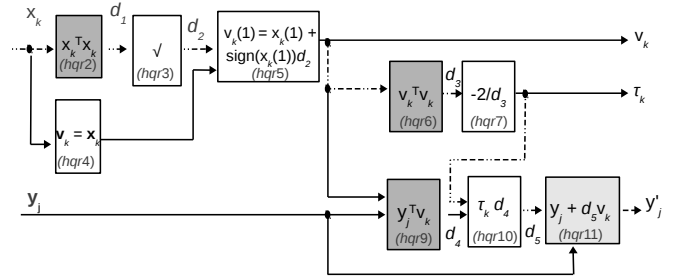 x_k
d_1
x_k^T x_k
(hqr2)
√
(hqr3)
d_2
v_k(1) = x_k(1) +
sign(x_k(1))d_2
(hqr5)
v_k
v_k = x_k
(hqr4)
v_k^T v_k
(hqr6)
d_3
-2/d_3
(hqr7)
τ_k
y_j
y_j^T v_k
(hqr9)
d_4
τ_k d_4
(hqr10)
d_5
y_j + d_5 v_k
(hqr11)
y'_j